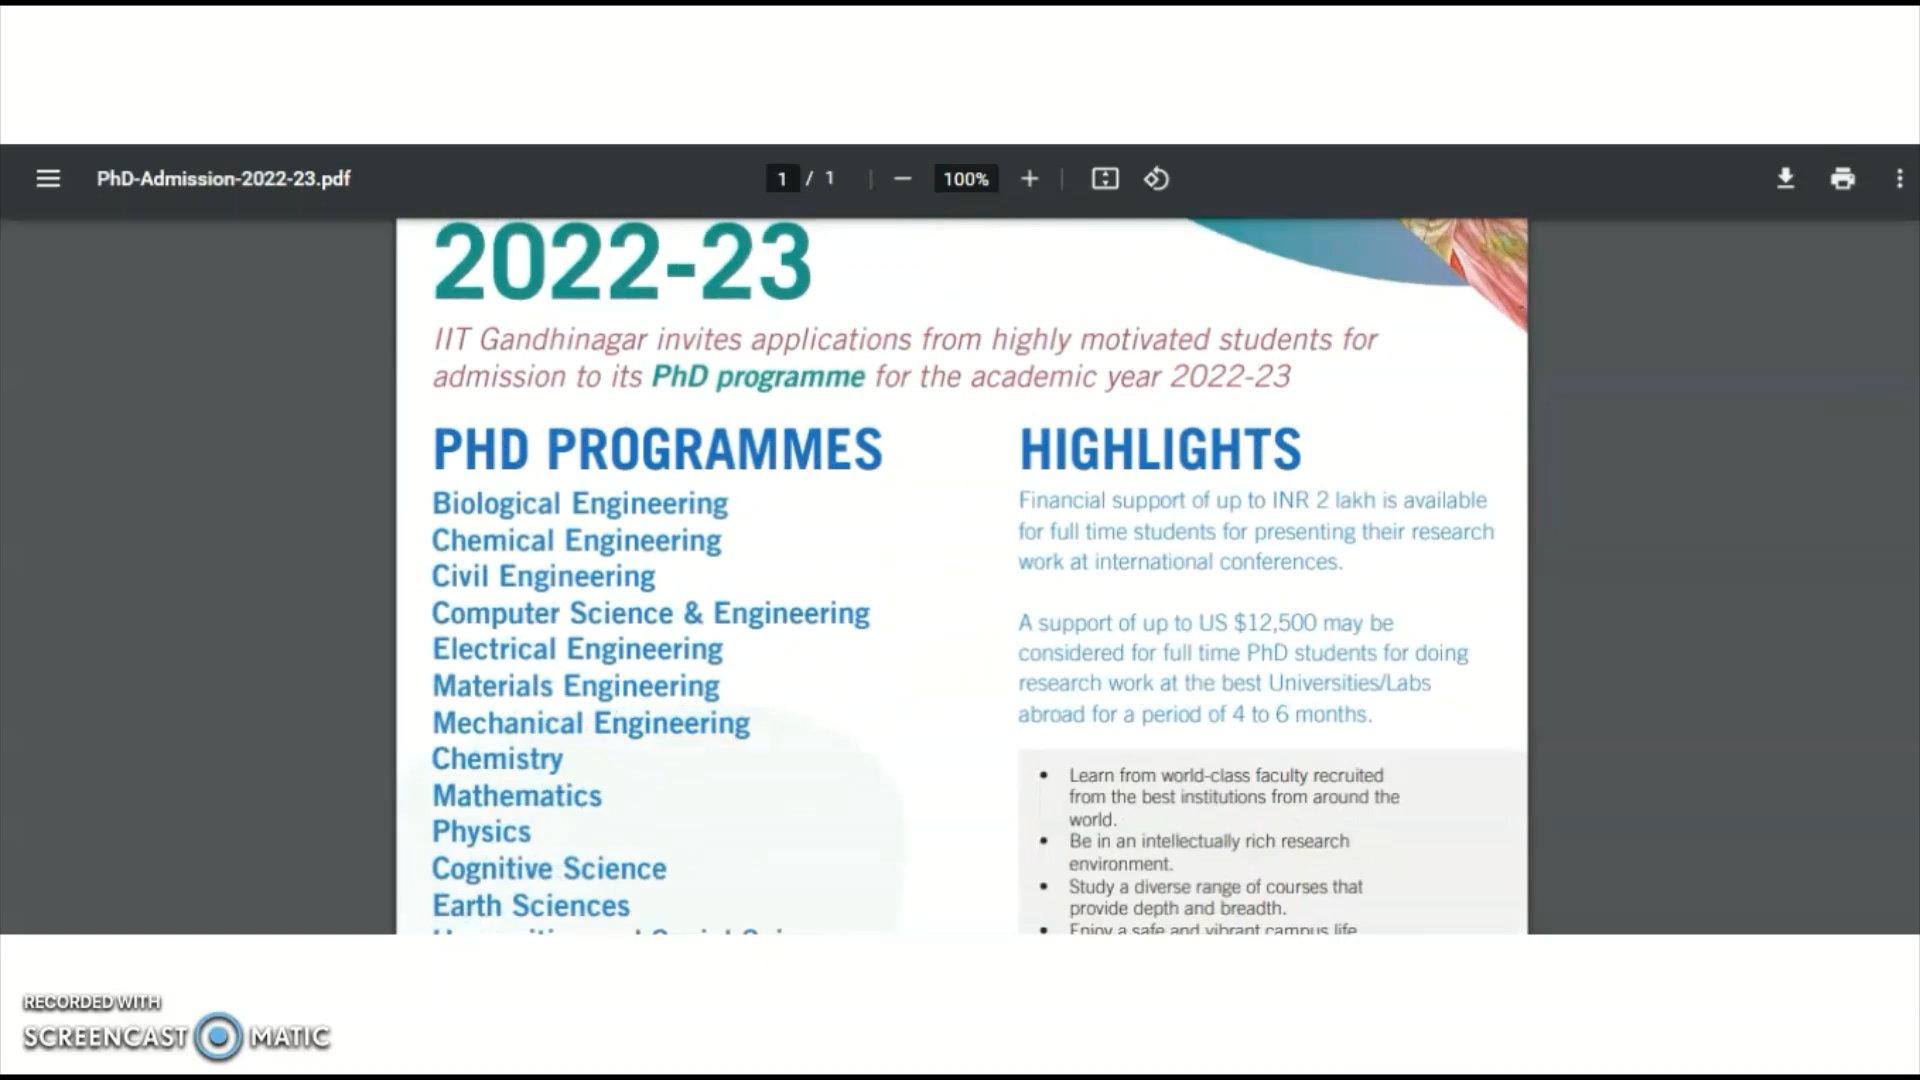 PhD-Admission-2022-23.pdf
1 / 1
100%
2022-23
IIT Gandhinagar invites applications from highly motivated students for
admission to its PhD programme for the academic year 2022-23
PHD PROGRAMMES
Biological Engineering
Chemical Engineering
Civil Engineering
Computer Science & Engineering
Electrical Engineering
Materials Engineering
Mechanical Engineering
Chemistry
Mathematics
Physics
Cognitive Science
Earth Sciences
HIGHLIGHTS
Financial support of up to INR 2 lakh is available
for full time students for presenting their research
work at international conferences.
A support of up to US $12,500 may be
considered for full time PhD students for doing
research work at the best Universities/Labs
abroad for a period of 4 to 6 months.
• Learn from world-class faculty recruited
from the best institutions from around the
world.
• Be in an intellectually rich research
environment.
• Study a diverse range of courses that
provide depth and breadth.
• Enjoy a safe and vibrant campus life
RECORDED WITH
SCREENCAST MATIC